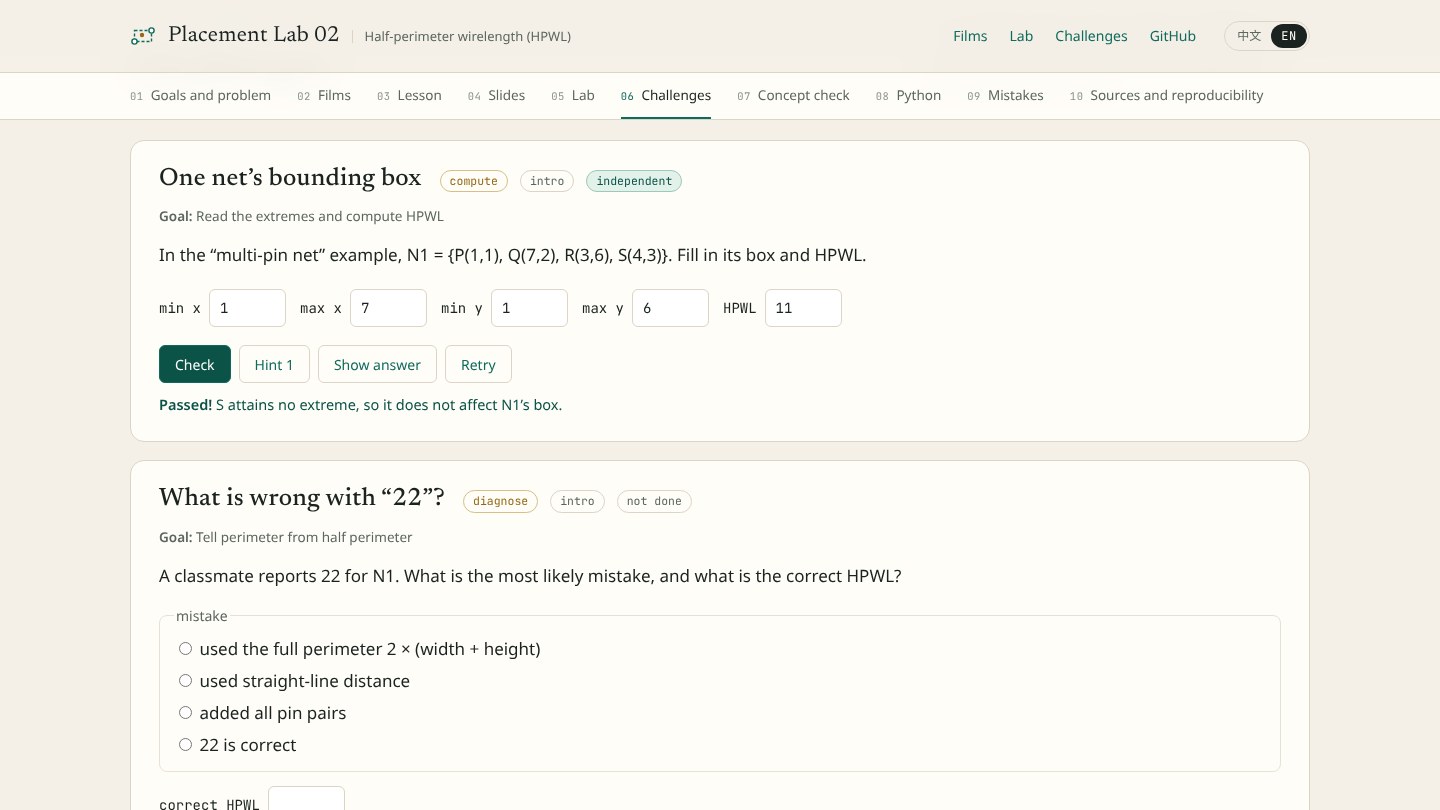 Placement Lab 02 Half-perimeter wirelength (HPWL) Films Lab Challenges GitHub 中文 EN
01 Goals and problem 02 Films 03 Lesson 04 Slides 05 Lab 06 Challenges 07 Concept check 08 Python 09 Mistakes 10 Sources and reproducibility
One net’s bounding box compute intro independent
Goal: Read the extremes and compute HPWL
In the “multi-pin net” example, N1 = {P(1,1), Q(7,2), R(3,6), S(4,3)}. Fill in its box and HPWL.
min x 1 max x 7 min y 1 max y 6 HPWL 11
Check Hint 1 Show answer Retry
Passed! S attains no extreme, so it does not affect N1’s box.
What is wrong with “22”? diagnose intro not done
Goal: Tell perimeter from half perimeter
A classmate reports 22 for N1. What is the most likely mistake, and what is the correct HPWL?
mistake
used the full perimeter 2 × (width + height)
used straight-line distance
added all pin pairs
22 is correct
correct HPWL